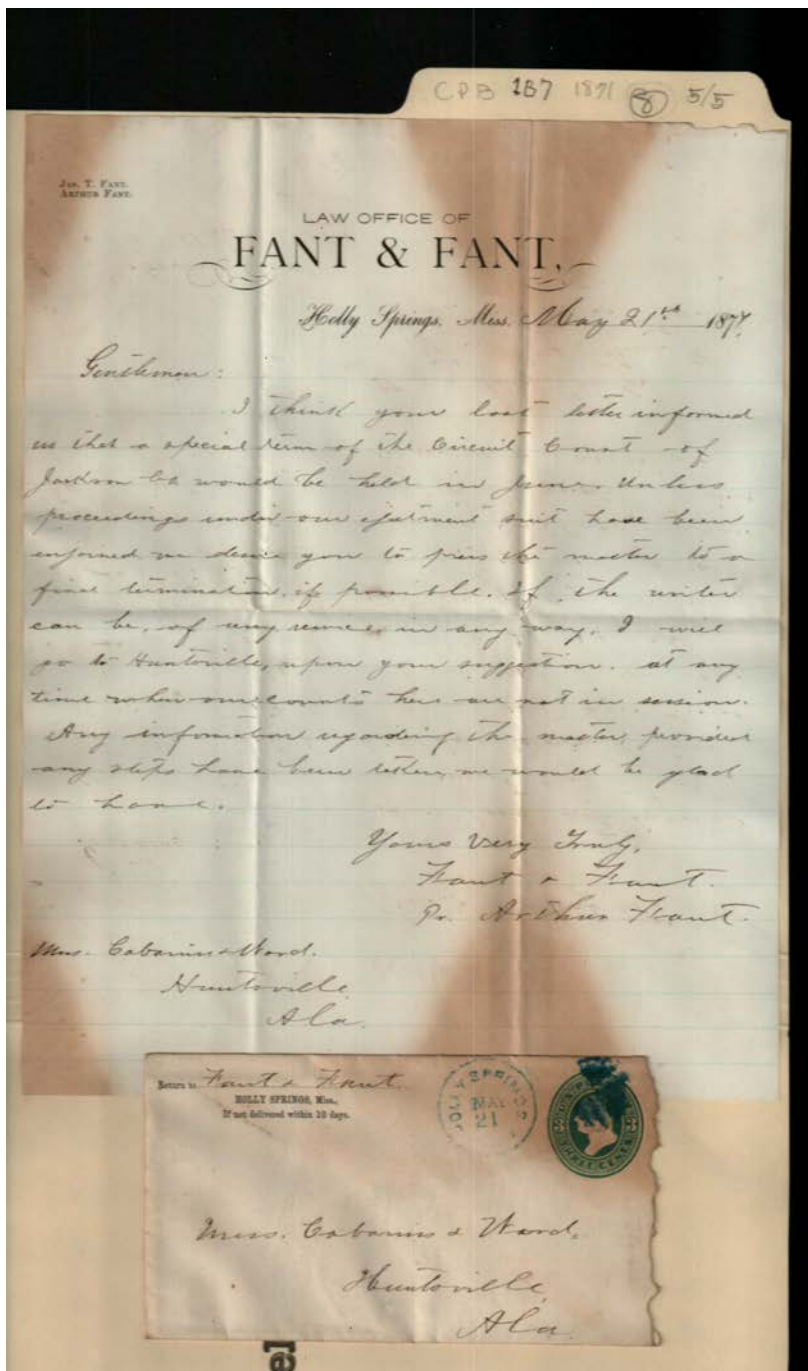 CPB 1B7 1871 8 5/5
JAS. T. FANT.
ARTHUR FANT.
LAW OFFICE OF
FANT & FANT,
Holly Springs, Miss. May 21st 1877.
Gentlemen:
I think your last letter informed
us that a special term of the Circuit Court of
Jackson Co would be held in June. Unless
proceedings under our ejectment suit have been
enjoined we desire you to press the matter to a
final termination, if possible. If the writer
can be, of any service, in any way, I will
go to Huntsville, upon your suggestion, at any
time when our courts here are not in session.
Any information regarding the matter, provided
any steps have been taken, we would be glad
to have.
Yours Very Truly,
Fant & Fant.
Pr. Arthur Fant.
Mess. Cabaniss & Ward.
Huntsville
Ala.
Return to Fant & Fant.
HOLLY SPRINGS, Miss.,
If not delivered within 10 days.
HOLLY SPRINGS
MAY
21
U.S. POSTAGE
THREE CENTS
Mess. Cabaniss & Ward,
Huntsville,
Ala.
el